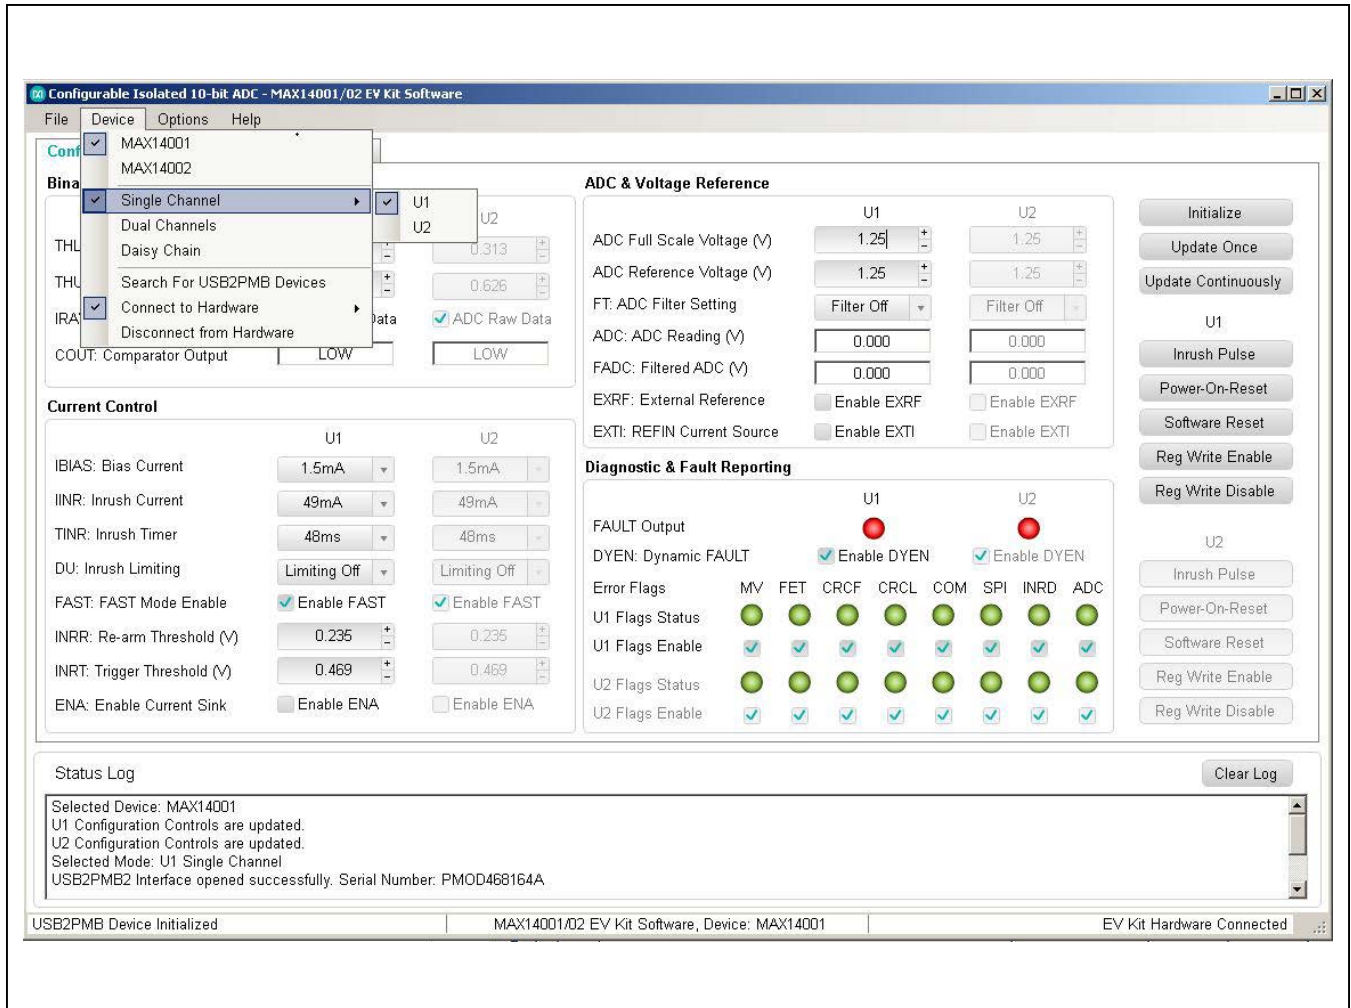 Configurable Isolated 10-bit ADC - MAX14001/02 EV Kit Software
File Device Options Help
MAX14001
MAX14002
Single Channel
Dual Channels
Daisy Chain
Search For USB2PMB Devices
Connect to Hardware
Disconnect from Hardware
U1
U2
Conf
Bina
U2
THL 0.313
THU 0.626
IRA Data ADC Raw Data
COUT: Comparator Output LOW LOW
Current Control
U1 U2
IBIAS: Bias Current 1.5mA 1.5mA
IINR: Inrush Current 49mA 49mA
TINR: Inrush Timer 48ms 48ms
DU: Inrush Limiting Limiting Off Limiting Off
FAST: FAST Mode Enable Enable FAST Enable FAST
INRR: Re-arm Threshold (V) 0.235 0.235
INRT: Trigger Threshold (V) 0.469 0.469
ENA: Enable Current Sink Enable ENA Enable ENA
ADC & Voltage Reference
U1 U2
ADC Full Scale Voltage (V) 1.25 1.25
ADC Reference Voltage (V) 1.25 1.25
FT: ADC Filter Setting Filter Off Filter Off
ADC: ADC Reading (V) 0.000 0.000
FADC: Filtered ADC (V) 0.000 0.000
EXRF: External Reference Enable EXRF Enable EXRF
EXTI: REFIN Current Source Enable EXTI Enable EXTI
Diagnostic & Fault Reporting
U1 U2
FAULT Output
DYEN: Dynamic FAULT Enable DYEN Enable DYEN
Error Flags MV FET CRCF CRCL COM SPI INRD ADC
U1 Flags Status
U1 Flags Enable
U2 Flags Status
U2 Flags Enable
Initialize
Update Once
Update Continuously
U1
Inrush Pulse
Power-On-Reset
Software Reset
Reg Write Enable
Reg Write Disable
U2
Inrush Pulse
Power-On-Reset
Software Reset
Reg Write Enable
Reg Write Disable
Status Log Clear Log
Selected Device: MAX14001
U1 Configuration Controls are updated.
U2 Configuration Controls are updated.
Selected Mode: U1 Single Channel
USB2PMB2 Interface opened successfully. Serial Number: PMOD468164A
USB2PMB Device Initialized MAX14001/02 EV Kit Software, Device: MAX14001 EV Kit Hardware Connected